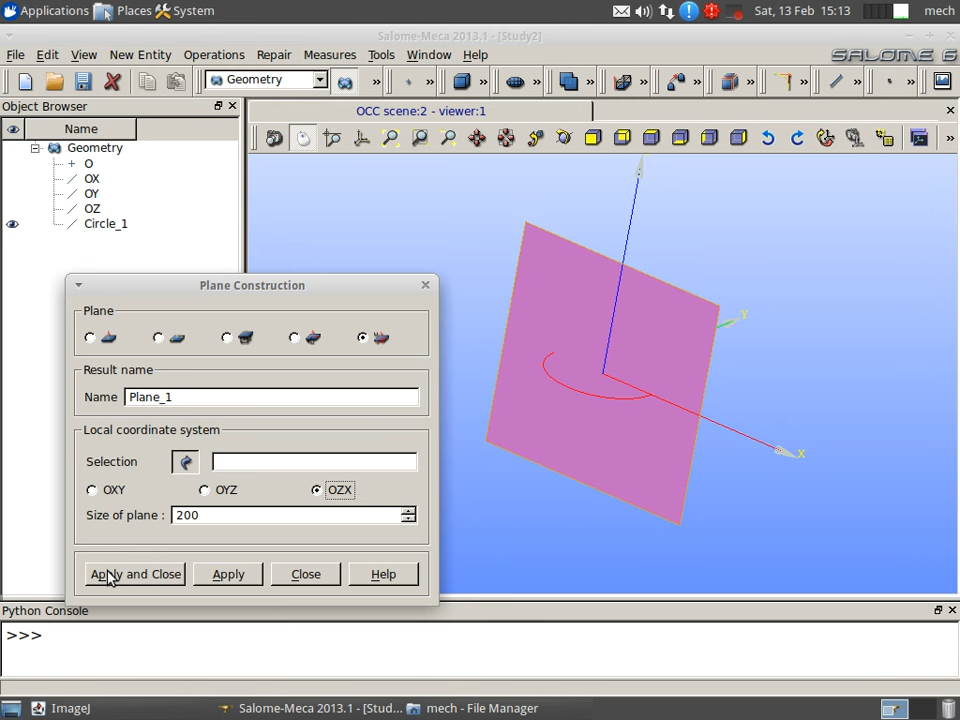 Applications Places System Sat, 13 Feb 15:13 mech
Salome-Meca 2013.1 - [Study2]
File Edit View New Entity Operations Repair Measures Tools Window Help SALOME 6
Geometry » » » » » » » » » »
Object Browser
OCC scene:2 - viewer:1
Name
»
Geometry
O
OX
OY
OZ
Circle_1
Plane Construction
Plane
Y
Result name
Name Plane_1
Local coordinate system
X
Selection
OXY OYZ OZX
Size of plane : 200
Apply and Close Apply Close Help
Python Console
>>>
ImageJ Salome-Meca 2013.1 - [Stud... mech - File Manager